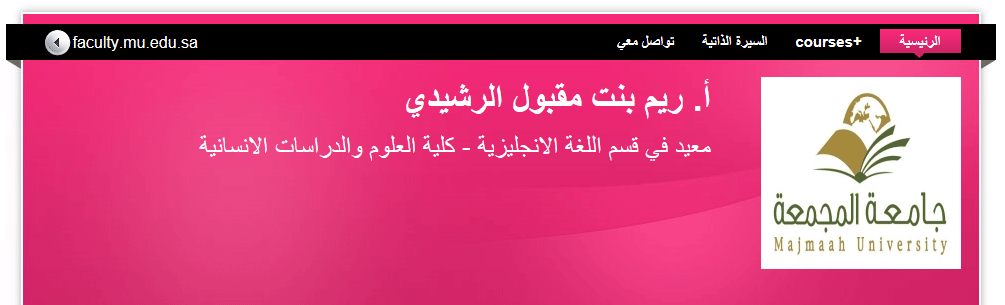 الرئيسية
courses+
السيرة الذاتية
تواصل معي
faculty.mu.edu.sa
أ. ريم بنت مقبول الرشيدي
معيد في قسم اللغة الانجليزية - كلية العلوم والدراسات الانسانية
جامعة المجمعة
Majmaah University